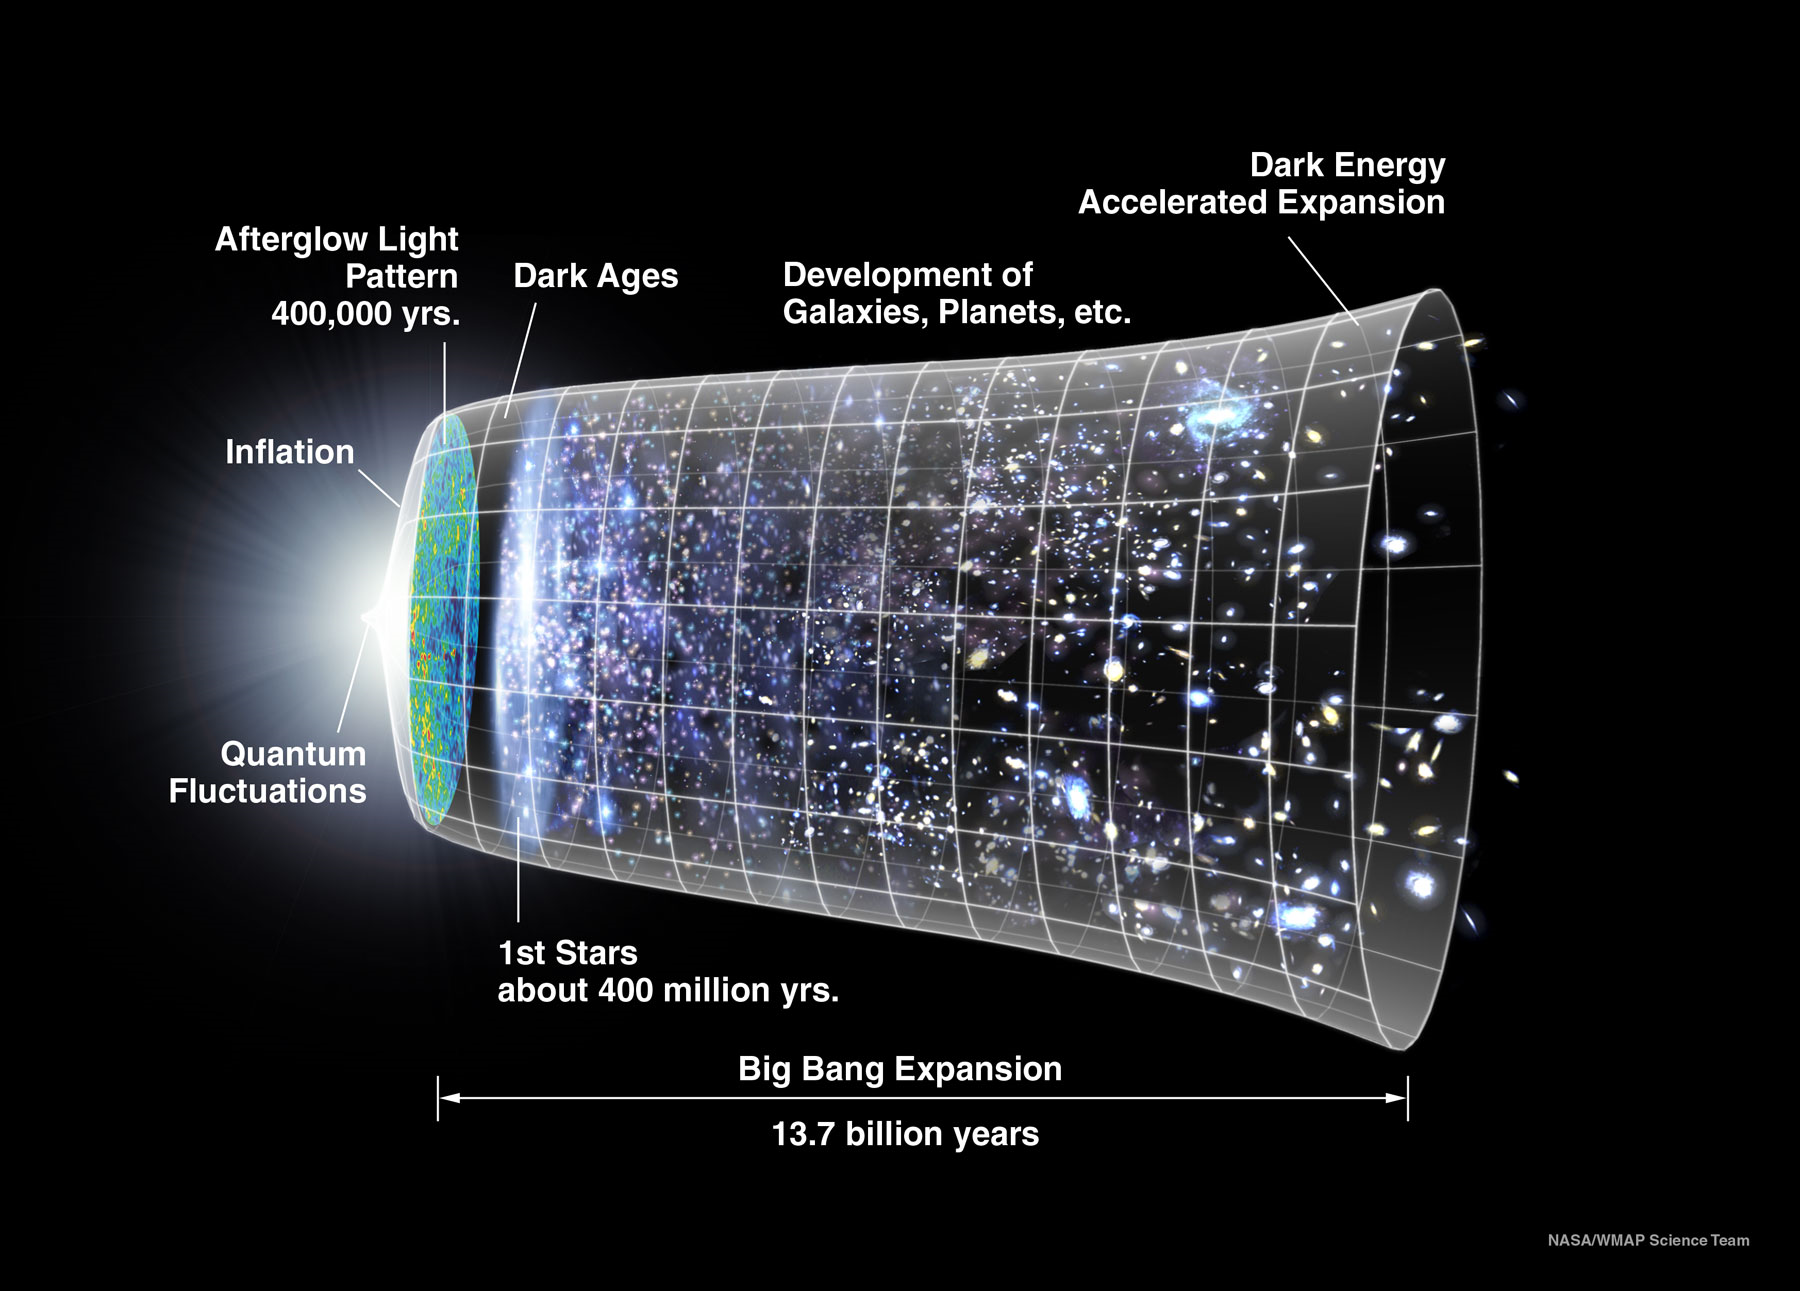 Dark Energy
Accelerated Expansion
Afterglow Light
Pattern
400,000 yrs.
Dark Ages
Development of
Galaxies, Planets, etc.
Inflation
Quantum
Fluctuations
1st Stars
about 400 million yrs.
Big Bang Expansion
13.7 billion years
NASA/WMAP Science Team